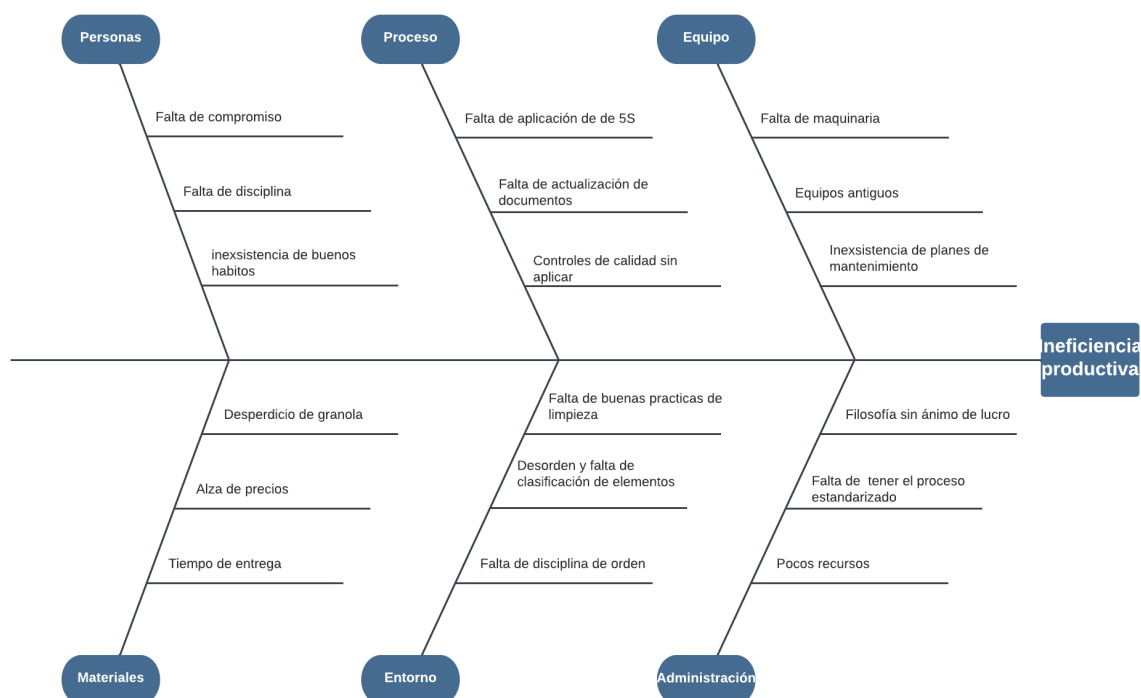 Personas
Proceso
Equipo
Falta de compromiso
Falta de aplicación de de 5S
Falta de maquinaria
Falta de disciplina
Falta de actualización de
documentos
Equipos antiguos
inexsistencia de buenos
habitos
Controles de calidad sin
aplicar
Inexsistencia de planes de
mantenimiento
Ineficiencia
productiva
Desperdicio de granola
Falta de buenas practicas de
limpieza
Filosofía sin ánimo de lucro
Alza de precios
Desorden y falta de
clasificación de elementos
Falta de  tener el proceso
estandarizado
Tiempo de entrega
Falta de disciplina de orden
Pocos recursos
Materiales
Entorno
Administración